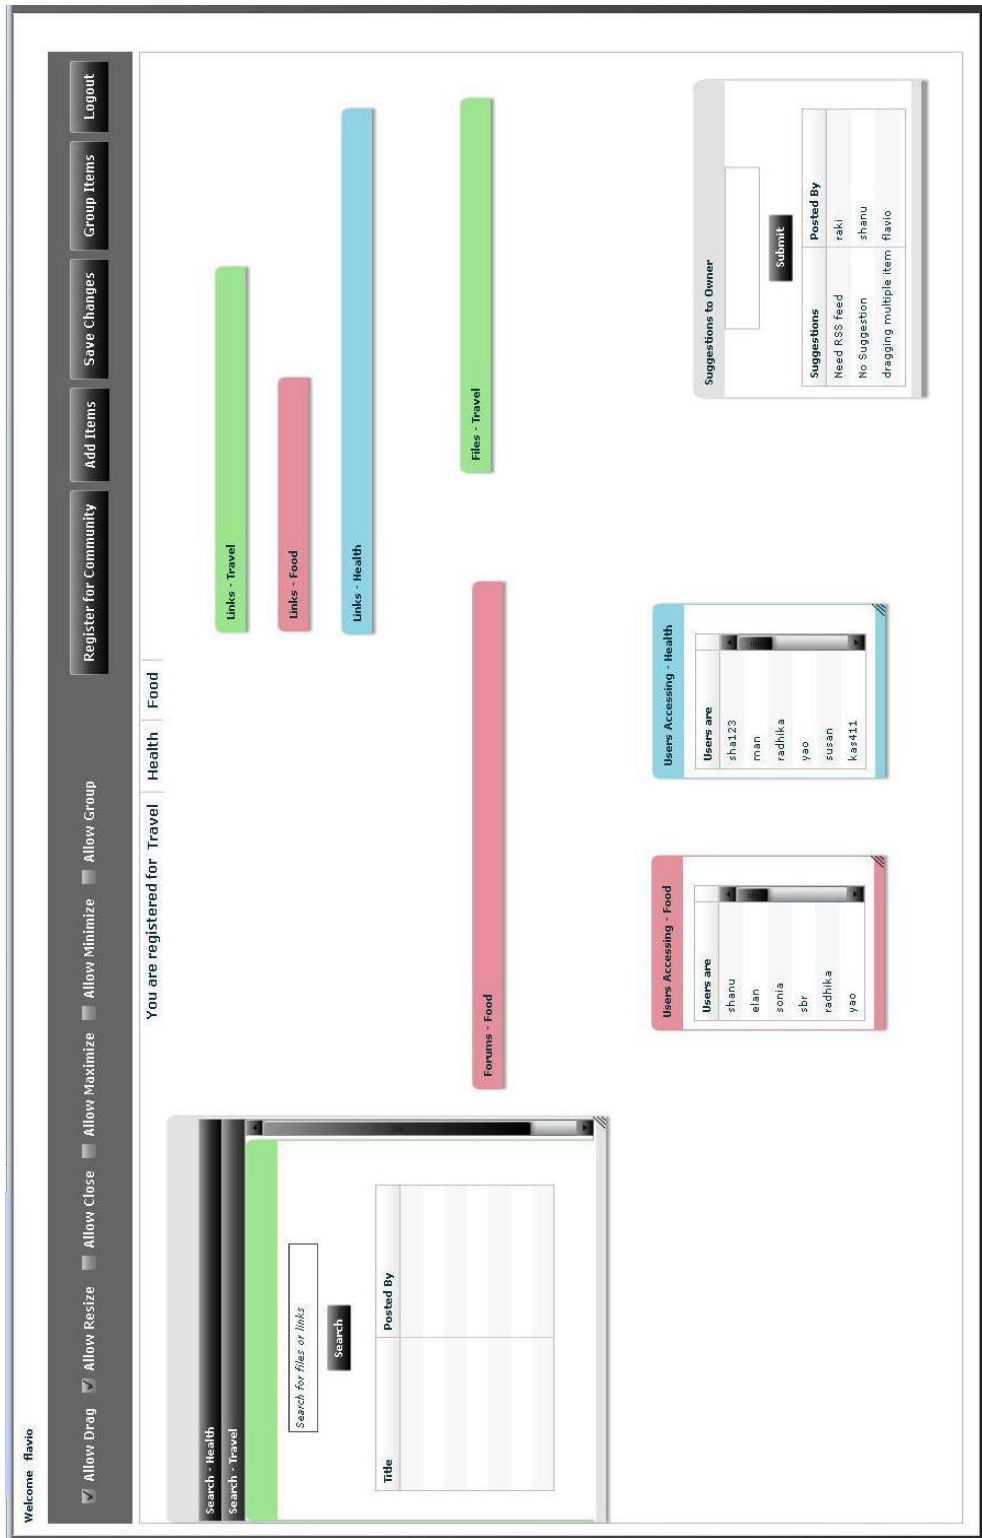 Welcome flavio
Allow Drag Allow Resize Allow Close Allow Maximize Allow Minimize Allow Group Register for Community Add Items Save Changes Group Items Logout
You are registered for Travel Health Food
Search - Health
Search - Travel
Search for files or links
Search
Title Posted By
Links - Travel
Links - Food
Links - Health
Forums - Food
Files - Travel
Users Accessing - Food
Users are
shanu
elan
sonia
sbr
radhika
yao
Users Accessing - Health
Users are
sha123
man
radhika
yao
susan
kas411
Suggestions to Owner
Submit
Suggestions Posted By
Need RSS feed raki
No Suggestion shanu
dragging multiple item flavio